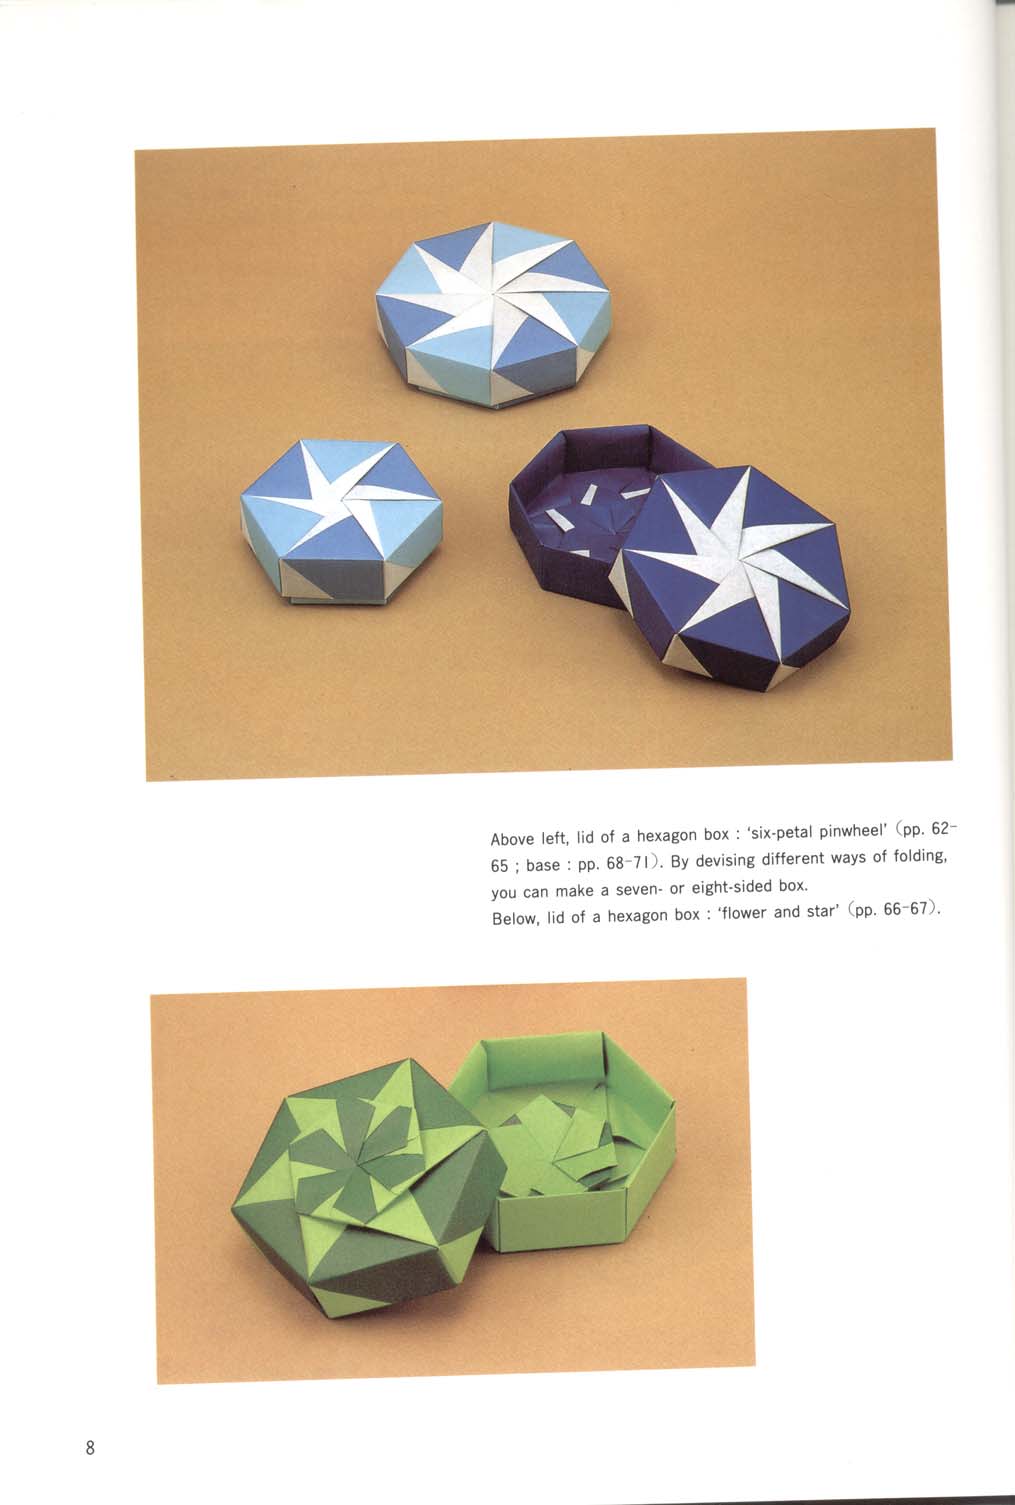 Above left, lid of a hexagon box : ‘six-petal pinwheel’ (pp. 62-
65 ; base : pp. 68-71). By devising different ways of folding,
you can make a seven- or eight-sided box.
Below, lid of a hexagon box : ‘flower and star’ (pp. 66-67).
8